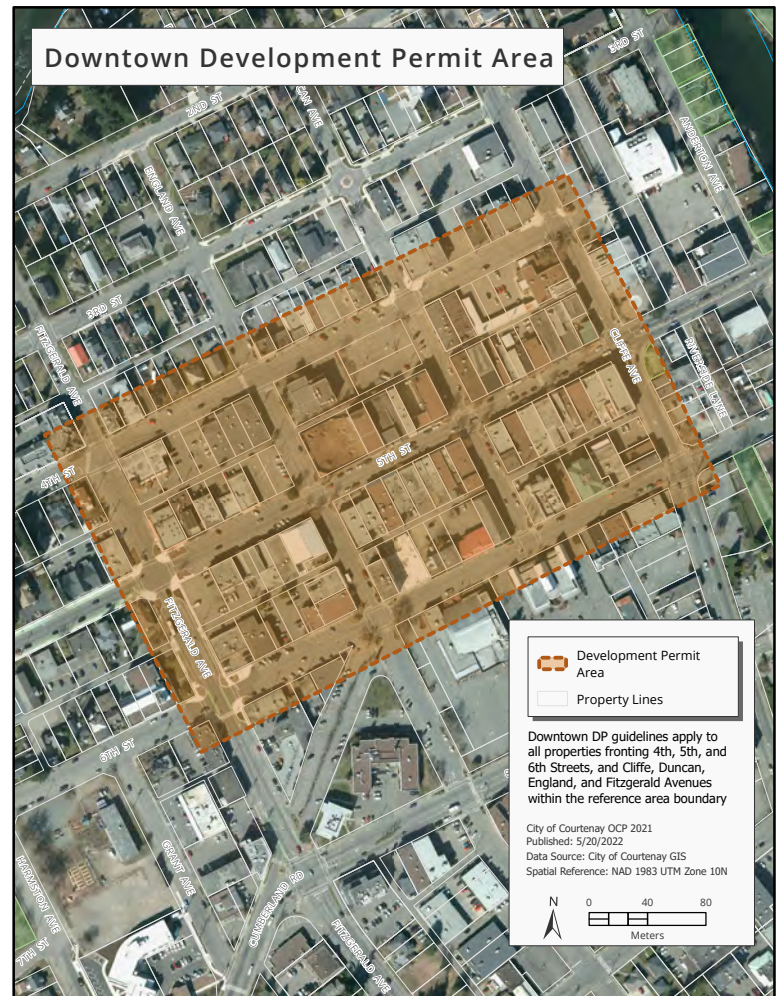 Downtown Development Permit Area
3RD ST
2ND ST
CAN AVE
ANDERTON AVE
ENGLAND AVE
3RD ST
FITZGERALD AVE
CLIFFE AVE
RIVERSIDE LANE
5TH ST
4TH ST
FITZGERALD AVE
6TH ST
GRANT AVE
HARMSTON AVE
7TH ST
CUMBERLAND RD
FITZGERALD AVE
Development Permit
Area
Property Lines
Downtown DP guidelines apply to
all properties fronting 4th, 5th, and
6th Streets, and Cliffe, Duncan,
England, and Fitzgerald Avenues
within the reference area boundary
City of Courtenay OCP 2021
Published: 5/20/2022
Data Source: City of Courtenay GIS
Spatial Reference: NAD 1983 UTM Zone 10N
N
0 40 80
Meters